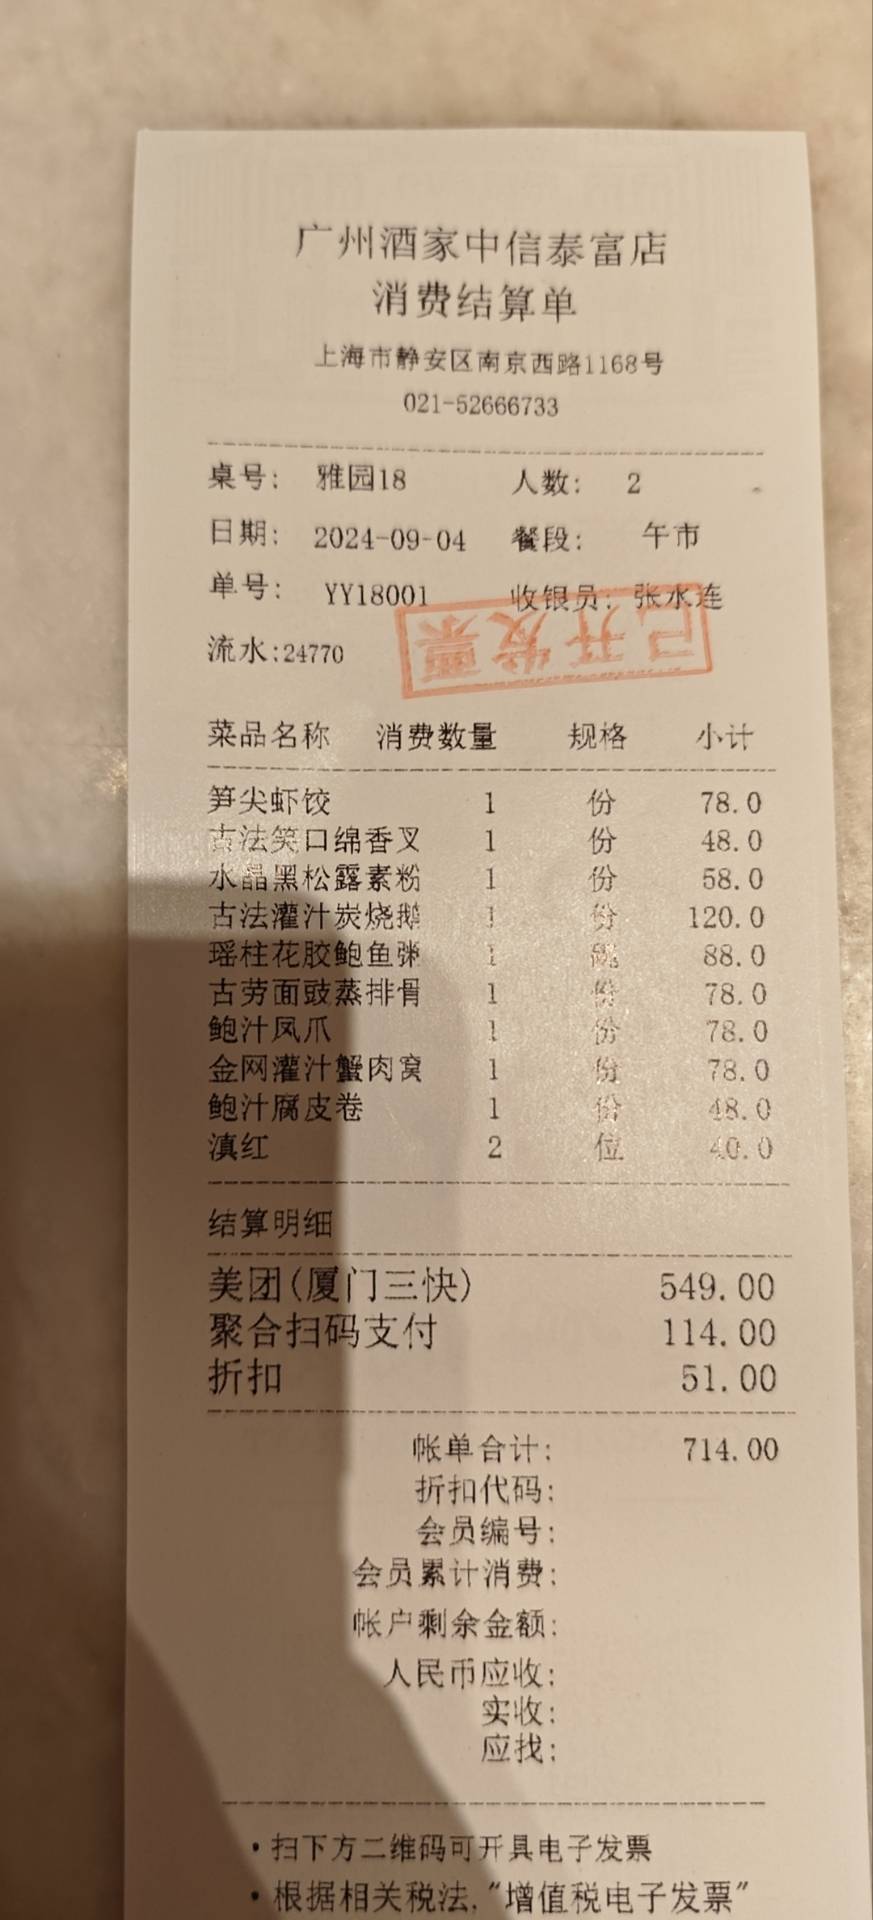 广州酒家中信泰富店
消费结算单
上海市静安区南京西路1168号
021-52666733
桌号: 雅园18 人数: 2
日期: 2024-09-04 餐段: 午市
单号: YY18001 收银员: 张水连
已开发票
流水:24770
菜品名称 消费数量 规格 小计
笋尖虾饺 1 份 78.0
古法笑口绵香叉 1 份 48.0
水晶黑松露素粉 1 份 58.0
古法灌汁炭烧鹅 1 份 120.0
瑶柱花胶鲍鱼粥 1 碗 88.0
古劳面豉蒸排骨 1 份 78.0
鲍汁凤爪 1 份 78.0
金网灌汁蟹肉窝 1 份 78.0
鲍汁腐皮卷 1 份 48.0
滇红 2 位 40.0
结算明细
美团(厦门三快) 549.00
聚合扫码支付 114.00
折扣 51.00
帐单合计: 714.00
折扣代码:
会员编号:
会员累计消费:
帐户剩余金额:
人民币应收:
实收:
应找:
·扫下方二维码可开具电子发票
·根据相关税法,"增值税电子发票"